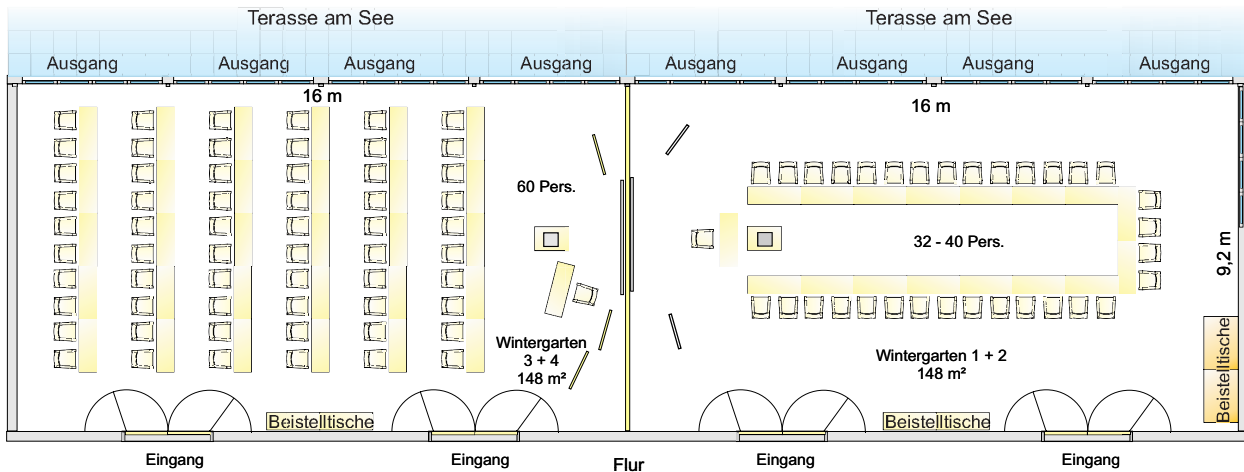 Terasse am See
Terasse am See
Ausgang
Ausgang
Ausgang
Ausgang
Ausgang
Ausgang
Ausgang
Ausgang
16 m
16 m
60 Pers.
32 - 40 Pers.
9,2 m
Wintergarten
3 + 4
148 m²
Wintergarten 1 + 2
148 m²
Beistelltische
Beistelltische
Beistelltische
Eingang
Eingang
Flur
Eingang
Eingang